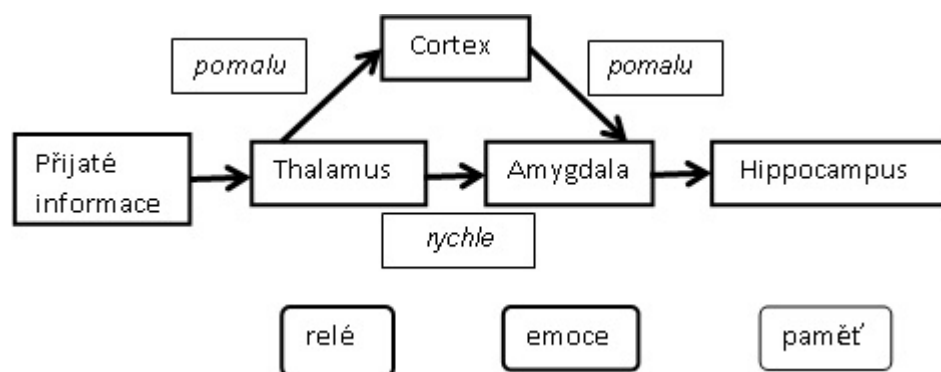 Cortex
pomalu
pomalu
Přijaté
informace
Thalamus
Amygdala
Hippocampus
rychle
relé
emoce
paměť